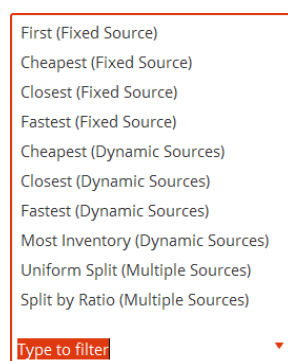 First (Fixed Source)
Cheapest (Fixed Source)
Closest (Fixed Source)
Fastest (Fixed Source)
Cheapest (Dynamic Sources)
Closest (Dynamic Sources)
Fastest (Dynamic Sources)
Most Inventory (Dynamic Sources)
Uniform Split (Multiple Sources)
Split by Ratio (Multiple Sources)
Type to filter